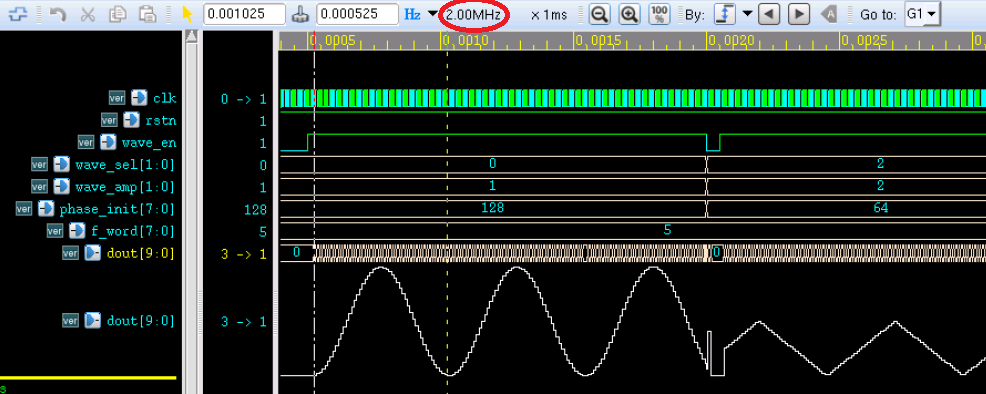 0.001025 0.000525 Hz 2.00MHz x 1ms 100 % By: Go to: G1
0.0005 0.0010 0.0015 0.0020 0.0025 0.
ver clk 0 -> 1
ver rstn 1
ver wave_en 1
ver wave_sel[1:0] 0 0 2
ver wave_amp[1:0] 1 1 2
ver phase_init[7:0] 128 128 64
ver f_word[7:0] 5 5
ver dout[9:0] 3 -> 1 0 0
ver dout[9:0] 3 -> 1
s